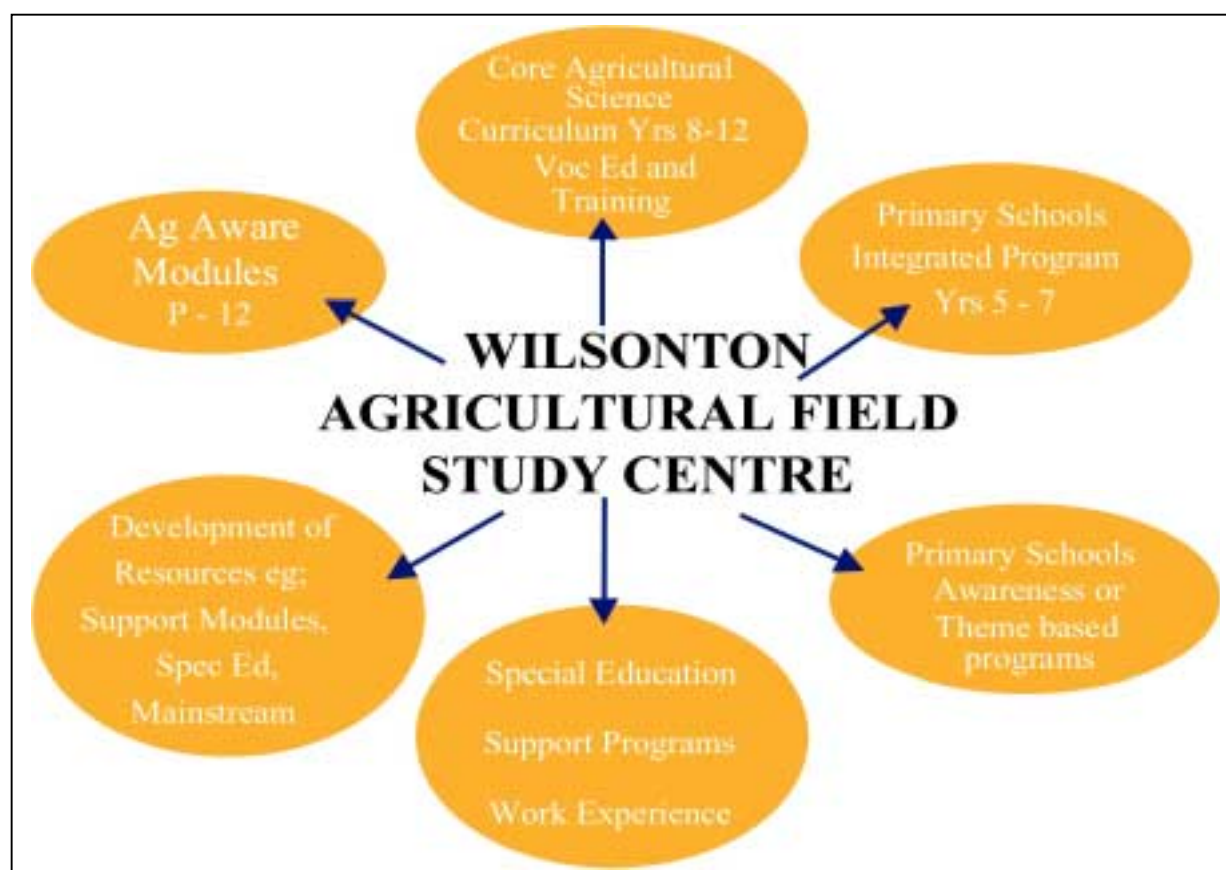 Core Agricultural
Science
Curriculum Yrs 8-12
Voc Ed and
Training
Ag Aware
Modules
P - 12
Primary Schools
Integrated Program
Yrs 5 - 7
WILSONTON
AGRICULTURAL FIELD
STUDY CENTRE
Development of
Resources eg;
Support Modules,
Spec Ed,
Mainstream
Special Education
Support Programs
Work Experience
Primary Schools
Awareness or
Theme based
programs